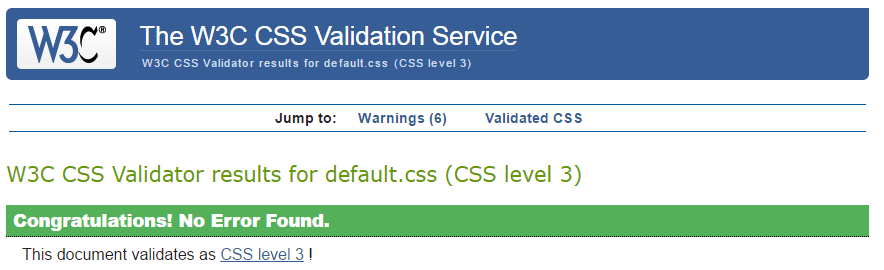 W3C® The W3C CSS Validation Service
W3C CSS Validator results for default.css (CSS level 3)
Jump to: Warnings (6) Validated CSS
W3C CSS Validator results for default.css (CSS level 3)
Congratulations! No Error Found.
This document validates as CSS level 3 !